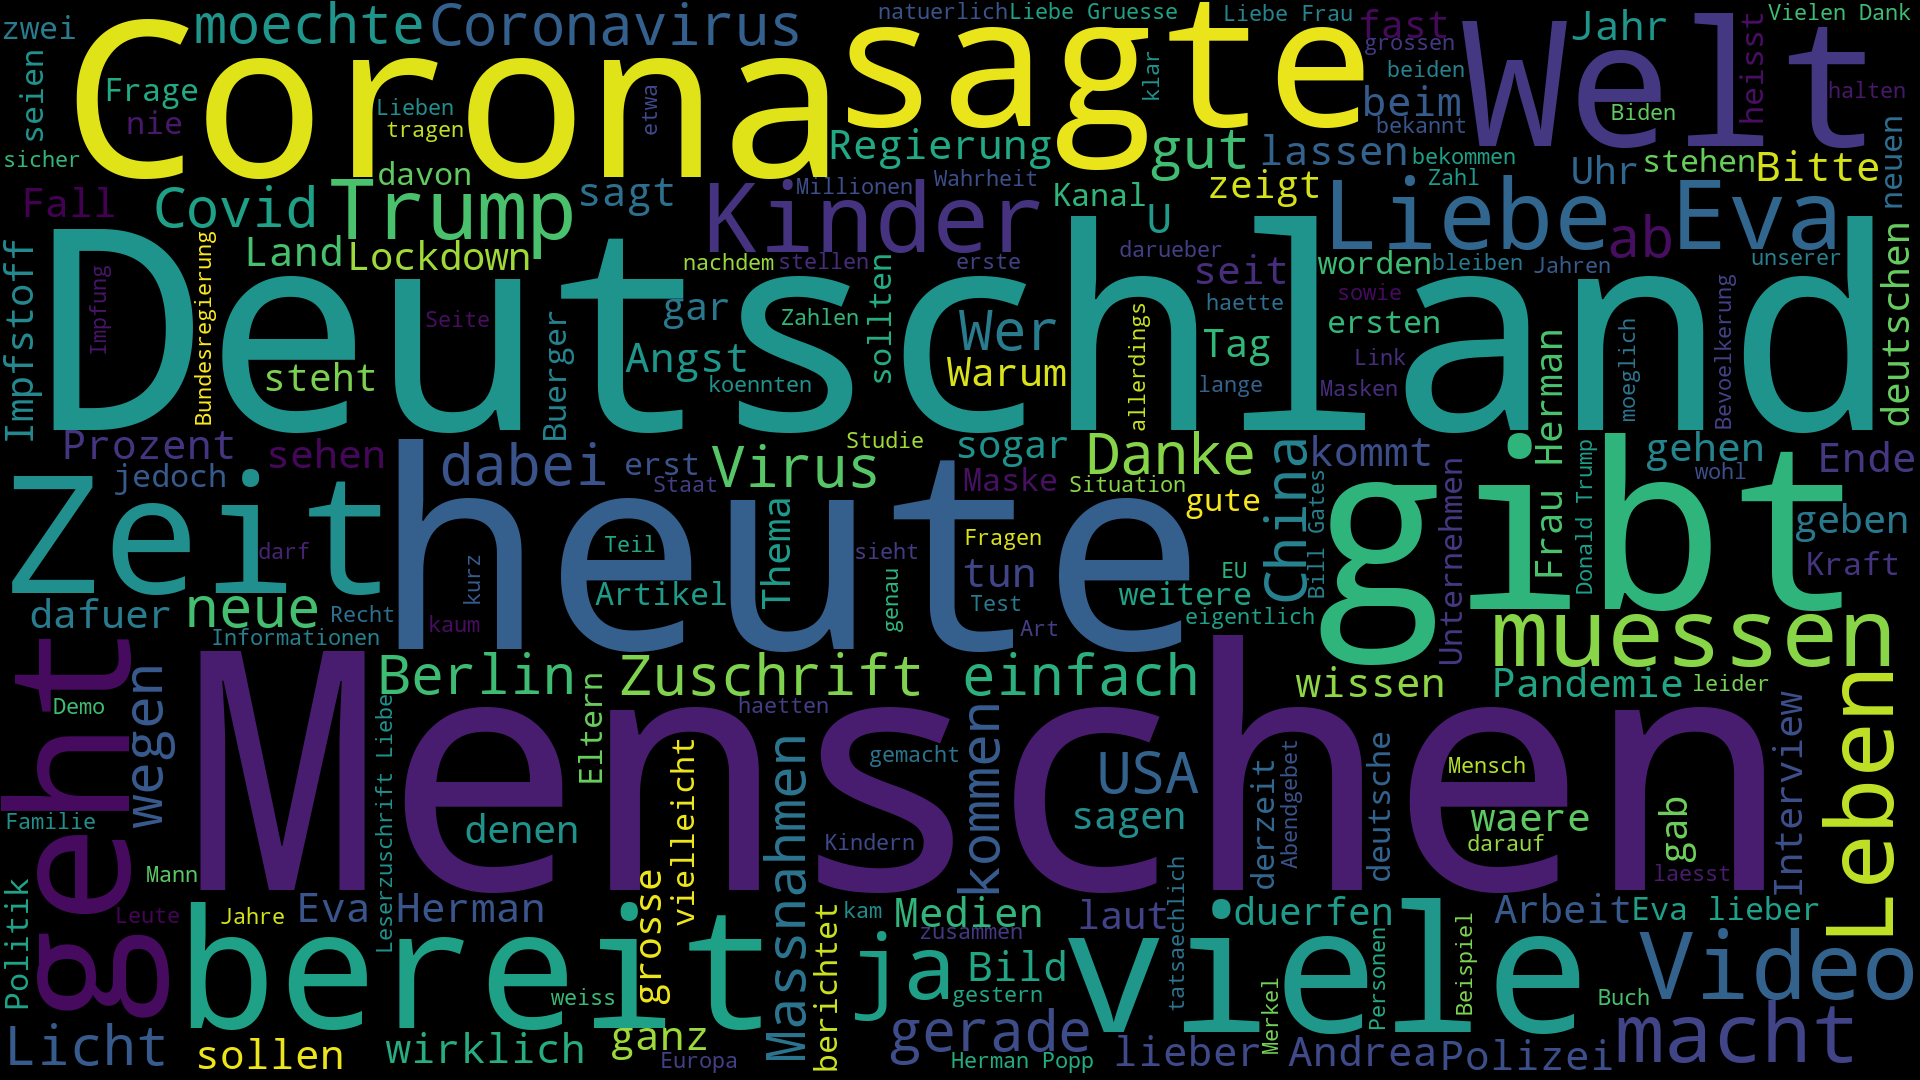 zwei
moechte
Coronavirus
natuerlich
Liebe Gruesse
Liebe Frau
Vielen Dank
Corona
sagte
Welt
fast
grossen
Jahr
heisst
seien
Frage
nie
Lieben
tragen
etwa
klar
beiden
beim
bekannt
Biden
halten
sicher
Regierung
gut
lassen
bekommen
Uhr
stehen
Bitte
neuen
davon
Fall
Covid
Trump
sagt
Kinder
Millionen
Wahrheit
Kanal
U
zeigt
Zahl
Liebe
Eva
ab
Land
Lockdown
Deutschland
nachdem
stellen
erste
darueber
seit
worden
bleiben
Jahren
unserer
Impfstoff
Impfung
Bundesregierung
gar
sollten
haette
sowie
deutschen
Seite
Zahlen
Wer
Tag
ersten
Bevoelkerung
Buerger
Angst
steht
koennten
Warum
allerdings
lange
Link
Masken
moeglich
Prozent
sehen
dabei
erst
Virus
Studie
sogar
Danke
China
kommt
Frau Herman
gehen
Ende
jedoch
Staat
Maske
Situation
gute
Bill Gates
Unternehmen
Donald Trump
wohl
Zeit
heute
gibt
geben
darf
Teil
Thema
sieht
Fragen
Kraft
kurz
genau
tun
EU
dafuer
neue
Recht
Artikel
Test
weitere
Informationen
kaum
Art
eigentlich
muessen
geht
Berlin
Zuschrift
einfach
wissen
Pandemie
leider
Demo
wegen
Menschen
Leserzuschrift Liebe
Eltern
haetten
Leben
vielleicht
Massnahmen
gemacht
kommen
USA
derzeit
Abendgebet
deutsche
Mensch
Interview
Familie
denen
Kindern
sagen
waere
darauf
gab
Mann
laesst
Politik
Leute
Jahre
Eva Herman
grosse
berichtet
kam
Medien
laut
tatsaechlich
duerfen
Arbeit
Eva lieber
bereit
ja
zusammen
viele
Personen
Beispiel
Video
weiss
Bild
gestern
Merkel
Buch
Licht
sollen
wirklich
ganz
Europa
gerade
Herman Popp
lieber
Andrea
Polizei
macht